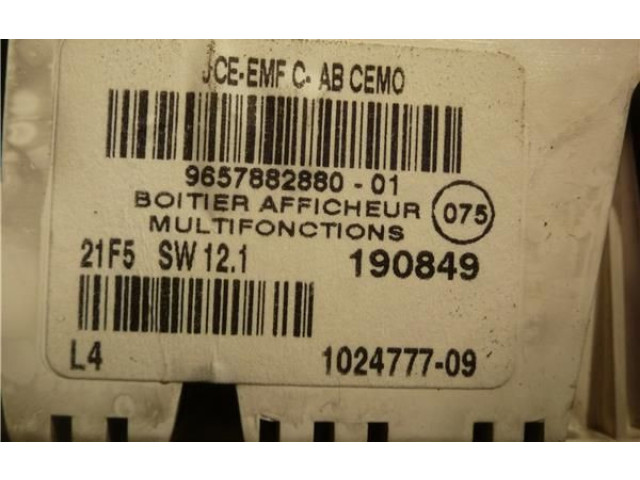 JCE-EMF C- AB CEMO
9657882880-01
BOITIER AFFICHEUR
MULTIFONCTIONS
075
21F5 SW 12.1 190849
L4 1024777-09